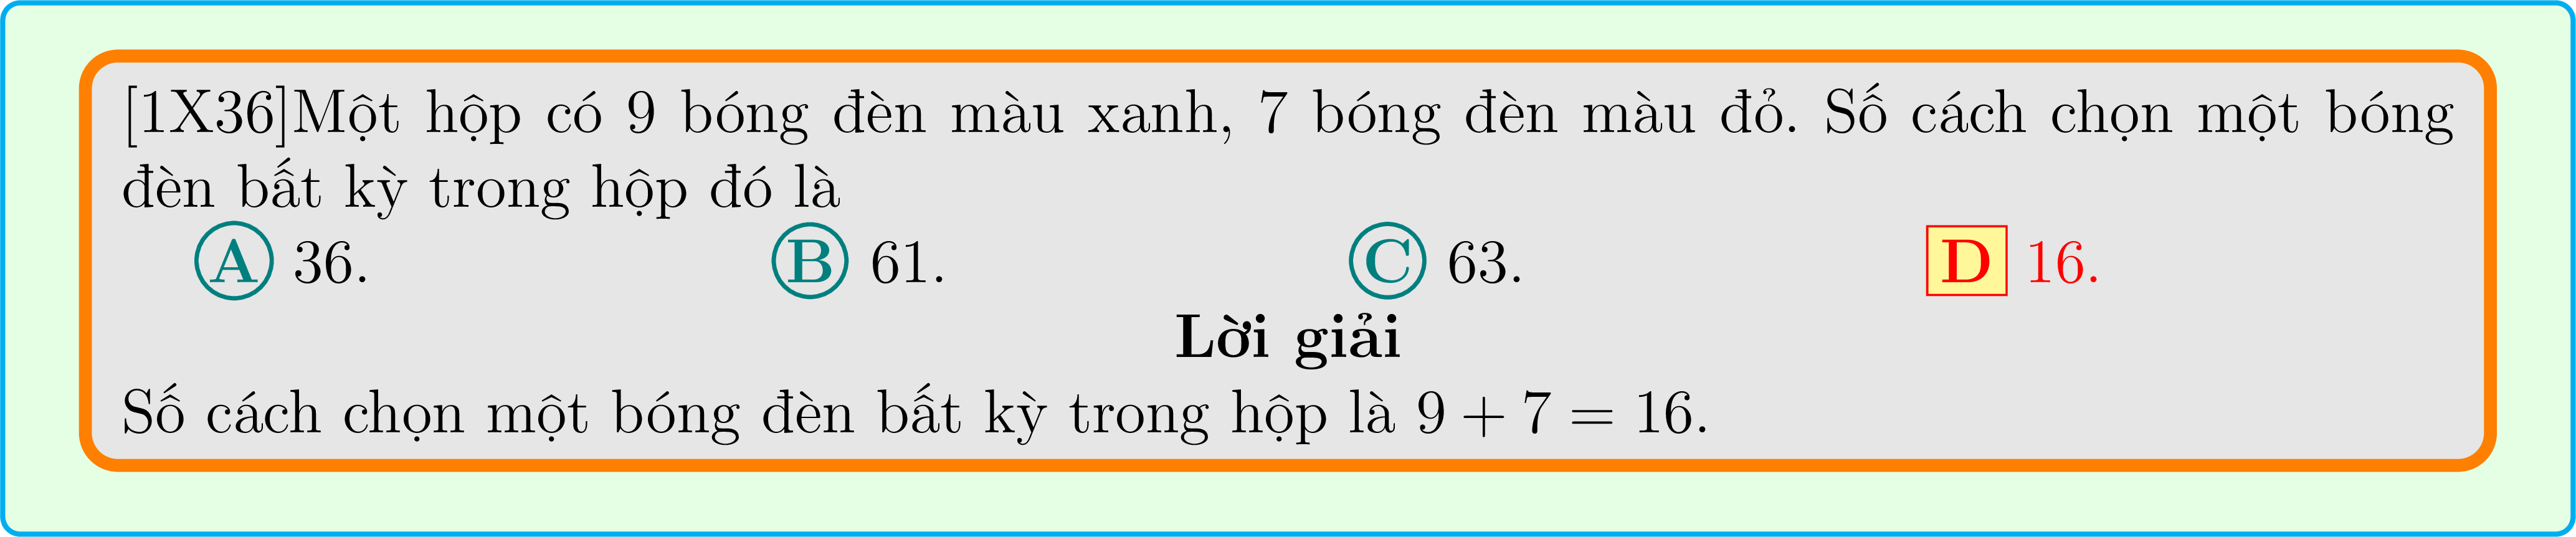 [1X36]Một hộp có 9 bóng đèn màu xanh, 7 bóng đèn màu đỏ. Số cách chọn một bóng
đèn bất kỳ trong hộp đó là
A 36. B 61. C 63. D 16.
Lời giải
Số cách chọn một bóng đèn bất kỳ trong hộp là 9 + 7 = 16.